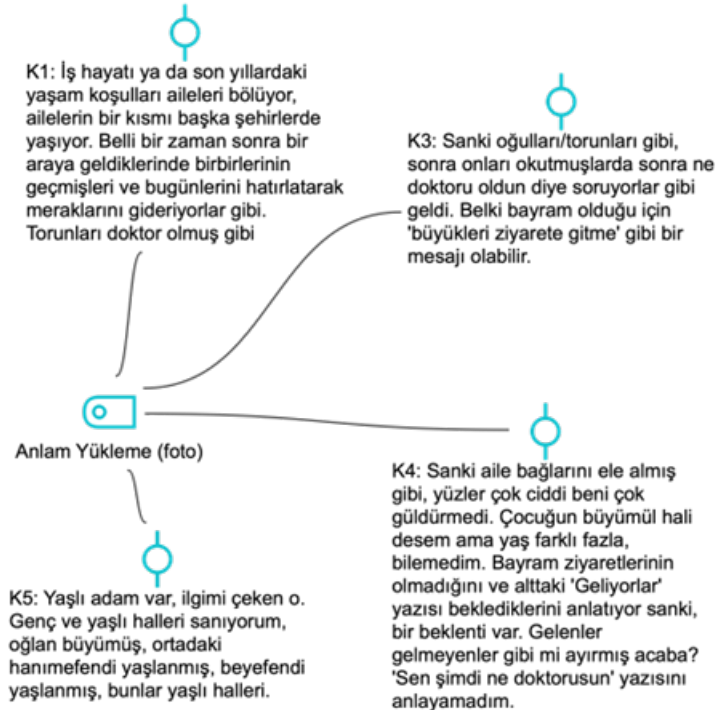 K1: İş hayatı ya da son yıllardaki
yaşam koşulları aileleri bölüyor,
ailelerin bir kısmı başka şehirlerde
yaşıyor. Belli bir zaman sonra bir
araya geldiklerinde birbirlerinin
geçmişleri ve bugünlerini hatırlatarak
meraklarını gideriyorlar gibi.
Torunları doktor olmuş gibi
K3: Sanki oğulları/torunları gibi,
sonra onları okutmuşlarda sonra ne
doktoru oldun diye soruyorlar gibi
geldi. Belki bayram olduğu için
'büyükleri ziyarete gitme' gibi bir
mesajı olabilir.
Anlam Yükleme (foto)
K4: Sanki aile bağlarını ele almış
gibi, yüzler çok ciddi beni çok
güldürmedi. Çocuğun büyümül hali
desem ama yaş farklı fazla,
bilemedim. Bayram ziyaretlerinin
olmadığını ve alttaki 'Geliyorlar'
yazısı beklediklerini anlatıyor sanki,
bir beklenti var. Gelenler
gelmeyenler gibi mi ayırmış acaba?
'Sen şimdi ne doktorusun' yazısını
anlayamadım.
K5: Yaşlı adam var, ilgimi çeken o.
Genç ve yaşlı halleri sanıyorum,
oğlan büyümüş, ortadaki
hanımefendi yaşlanmış, beyefendi
yaşlanmış, bunlar yaşlı halleri.